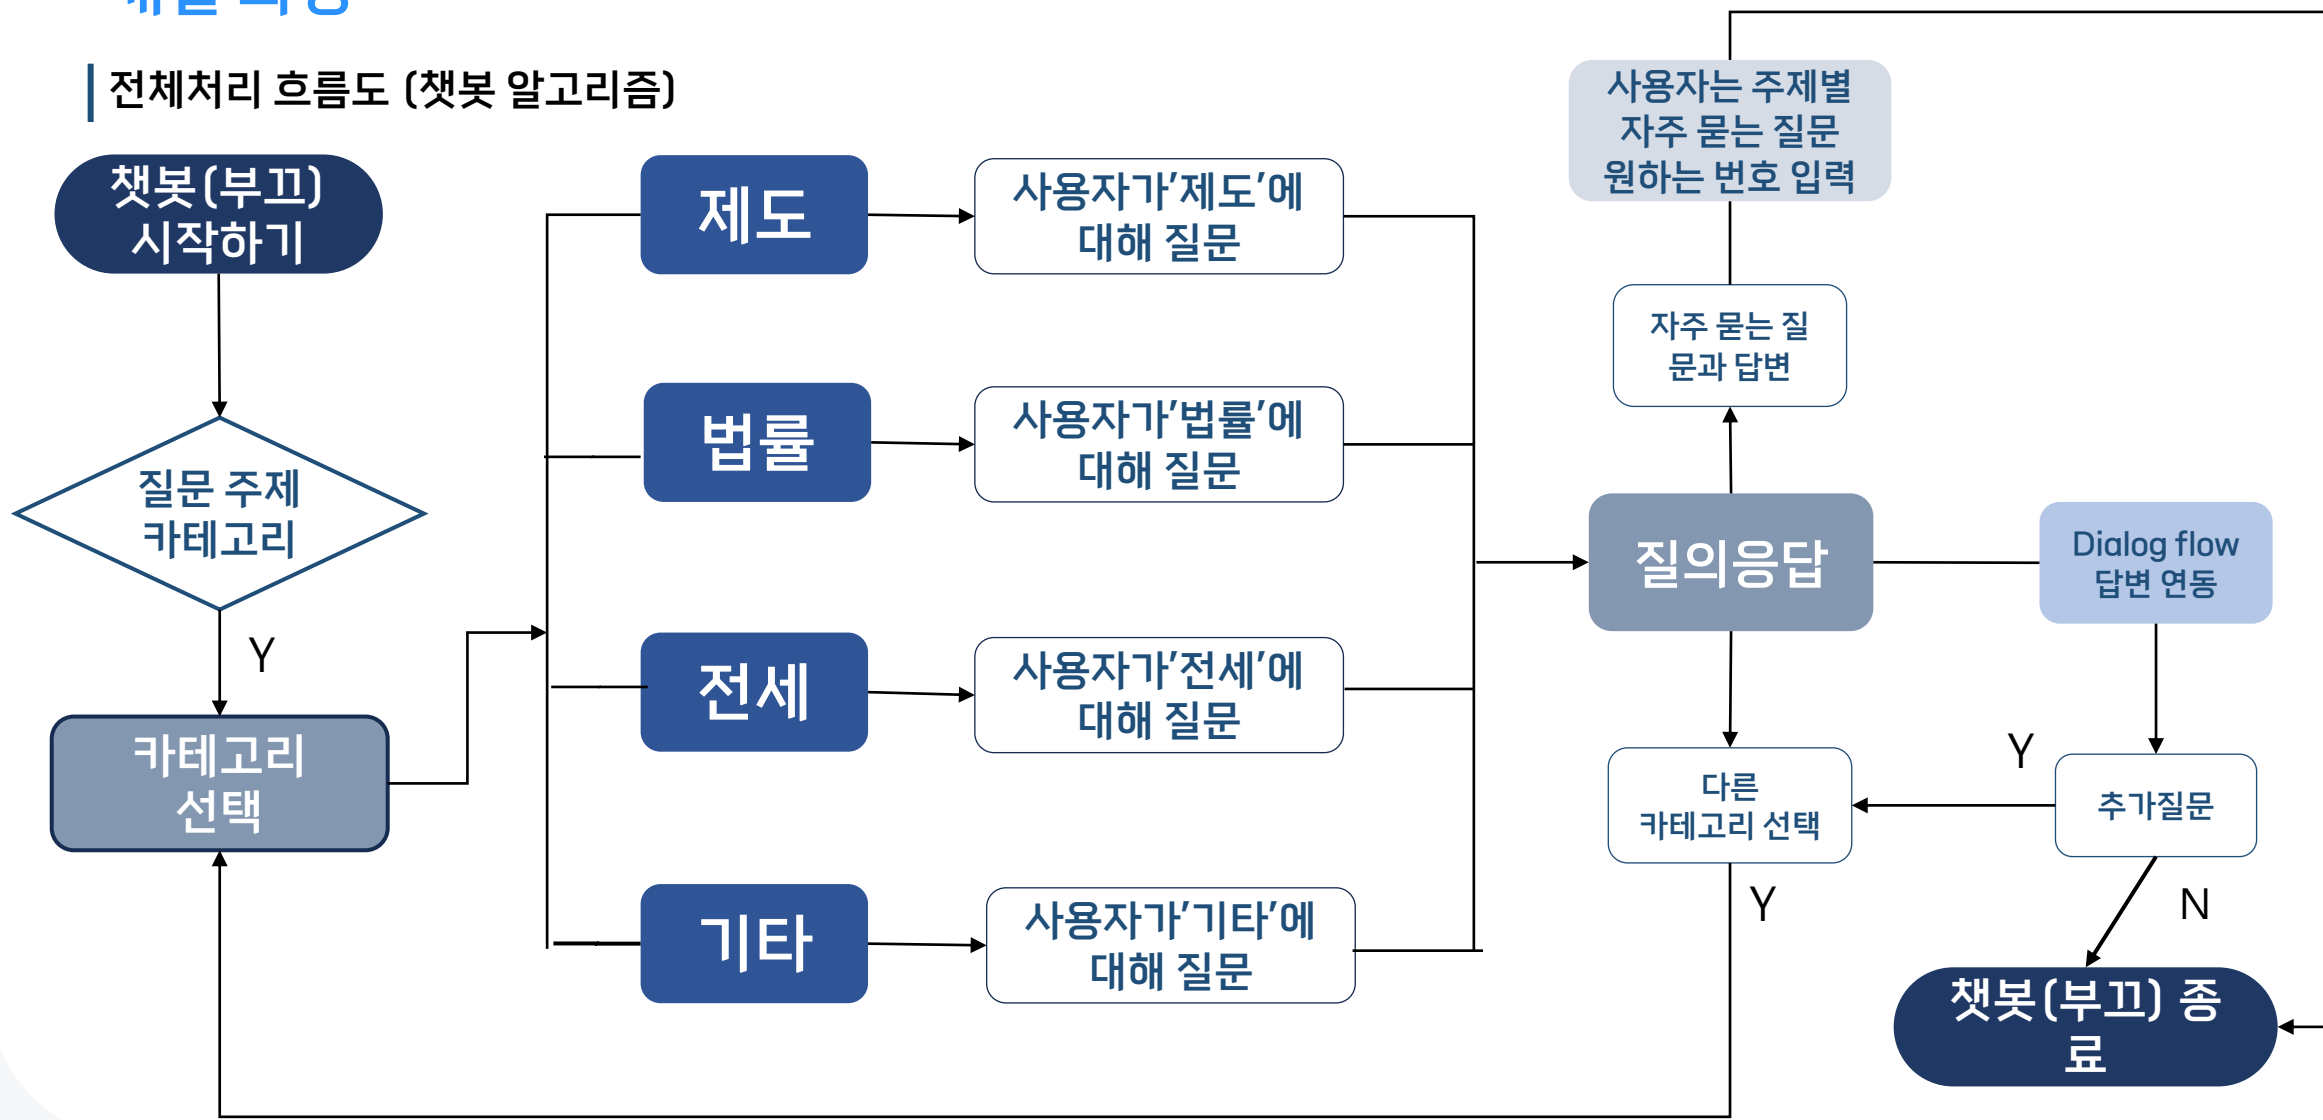 전체처리 흐름도 (챗봇 알고리즘)
챗봇(부끄)
시작하기
질문 주제
카테고리
Y
카테고리
선택
제도
사용자가'제도'에
대해 질문
법률
사용자가'법률'에
대해 질문
전세
사용자가'전세'에
대해 질문
기타
사용자가'기타'에
대해 질문
사용자는 주제별
자주 묻는 질문
원하는 번호 입력
자주 묻는 질
문과 답변
질의응답
Dialog flow
답변 연동
다른
카테고리 선택
Y
추가질문
Y
N
챗봇(부끄) 종
료